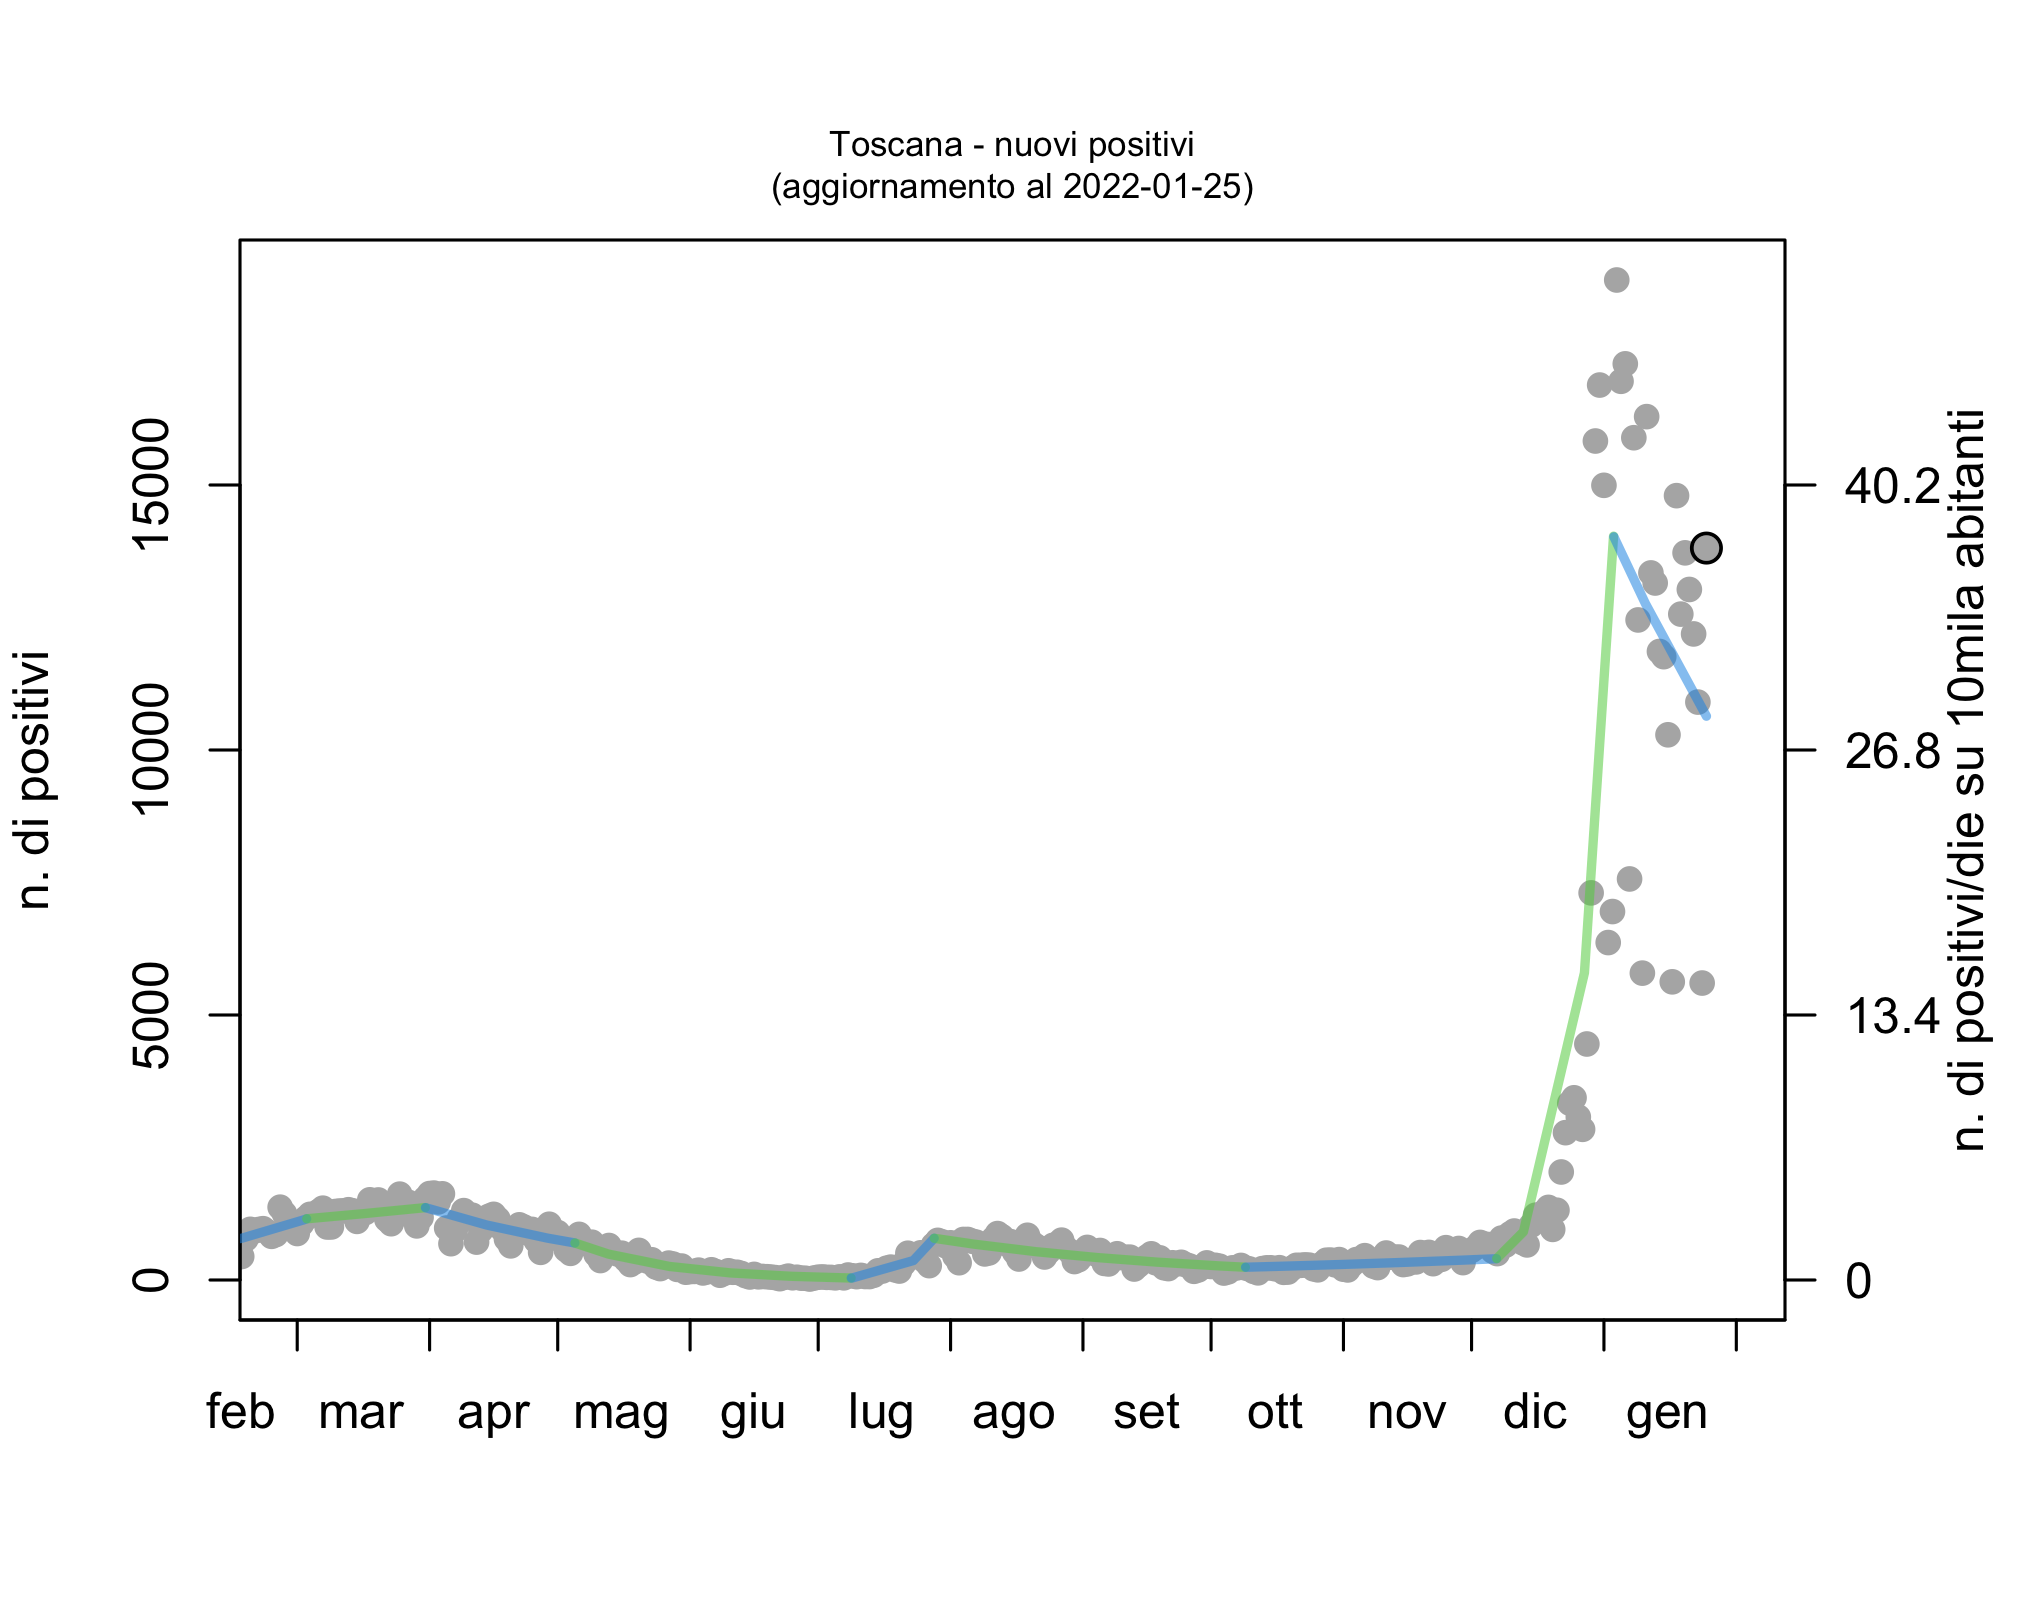 Toscana - nuovi positivi
(aggiornamento al 2022-01-25)
n. di positivi
15000
10000
5000
0
40.2
26.8
13.4
0
n. di positivi/die su 10mila abitanti
feb mar apr mag giu lug ago set ott nov dic gen